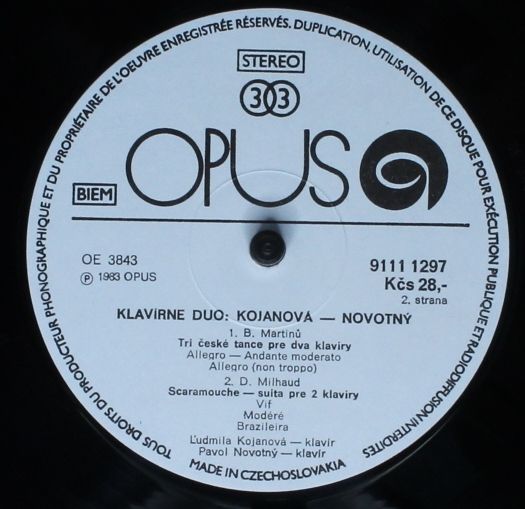 TOUS DROITS DU PRODUCTEUR PHONOGRAPHIQUE ET DU PROPRIÉTAIRE DE L'OEUVRE ENREGISTRÉE RÉSERVÉS. DUPLICATION, UTILISATION DE CE DISQUE POUR EXÉCUTION PUBLIQUE ET RADIODIFFUSION INTERDITES
STEREO
33
OPUS
BIEM
OE 3843
℗ 1983 OPUS
9111 1297
Kčs 28,-
2. strana
KLAVÍRNE DUO: KOJANOVÁ — NOVOTNÝ
1. B. Martinů
Tri české tance pre dva klavíry
Allegro — Andante moderato
Allegro (non troppo)
2. D. Milhaud
Scaramouche — suita pre 2 klavíry
Vif
Modéré
Brazileira
Ľudmila Kojanová — klavír
Pavol Novotný — klavír
MADE IN CZECHOSLOVAKIA